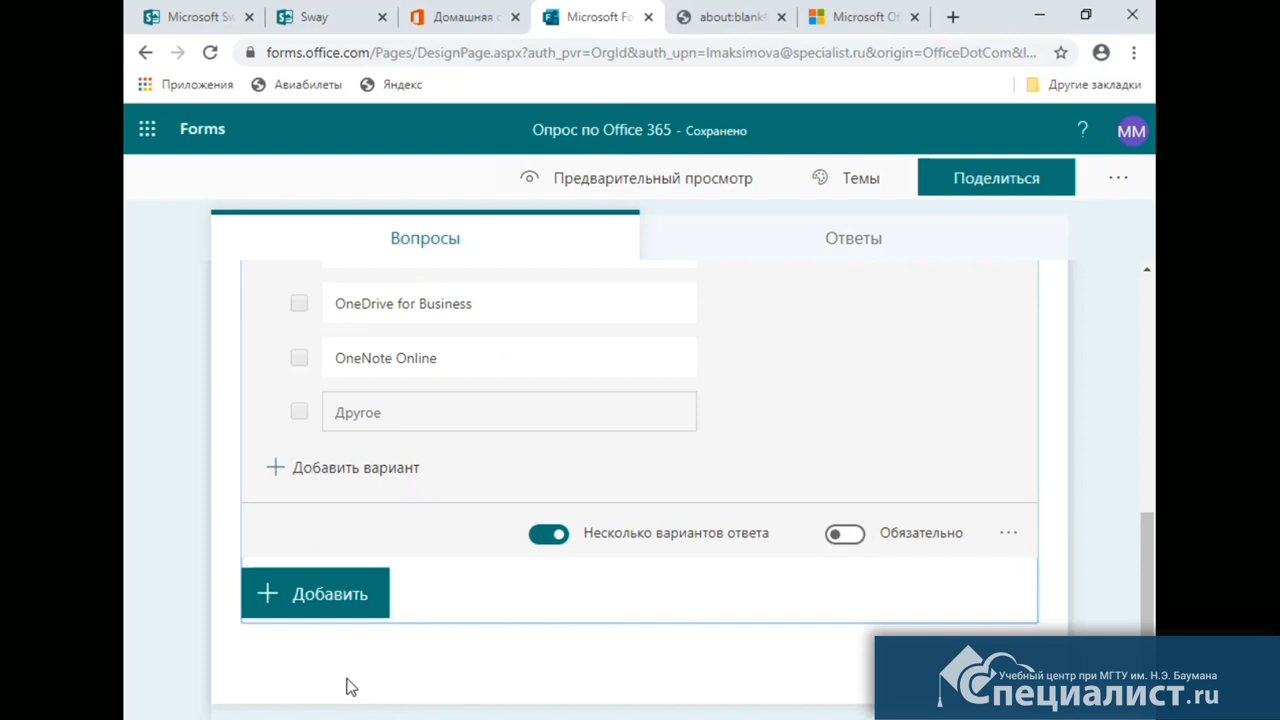 Microsoft Sw
Sway
Домашняя с
Microsoft Fo
about:blank
Microsoft Of
forms.office.com/Pages/DesignPage.aspx?auth_pvr=OrgId&auth_upn=lmaksimova@specialist.ru&origin=OfficeDotCom&l...
Приложения
Авиабилеты
Яндекс
Другие закладки
Forms
Опрос по Office 365 - Сохранено
?
MM
Предварительный просмотр
Темы
Поделиться
...
Вопросы
Ответы
OneDrive for Business
OneNote Online
Другое
Добавить вариант
Несколько вариантов ответа
Обязательно
...
Добавить
Учебный центр при МГТУ им. Н.Э. Баумана
Специалист.ru